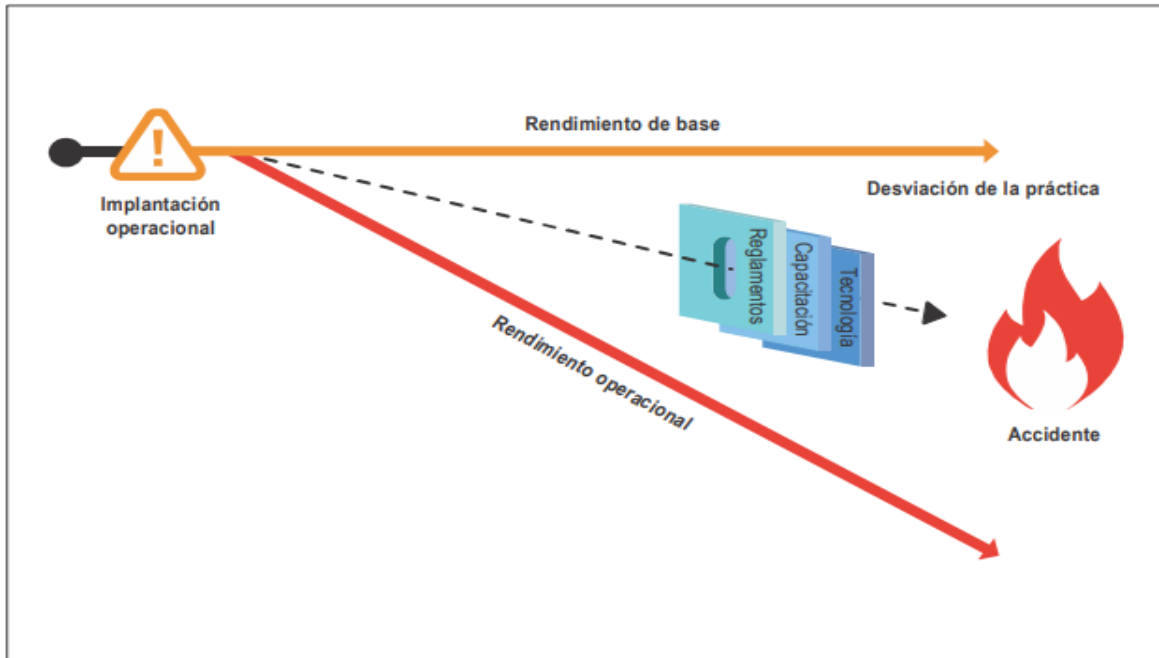 Rendimiento de base
Desviación de la práctica
Implantación
operacional
Reglamentos
Capacitación
Tecnología
Rendimiento operacional
Accidente